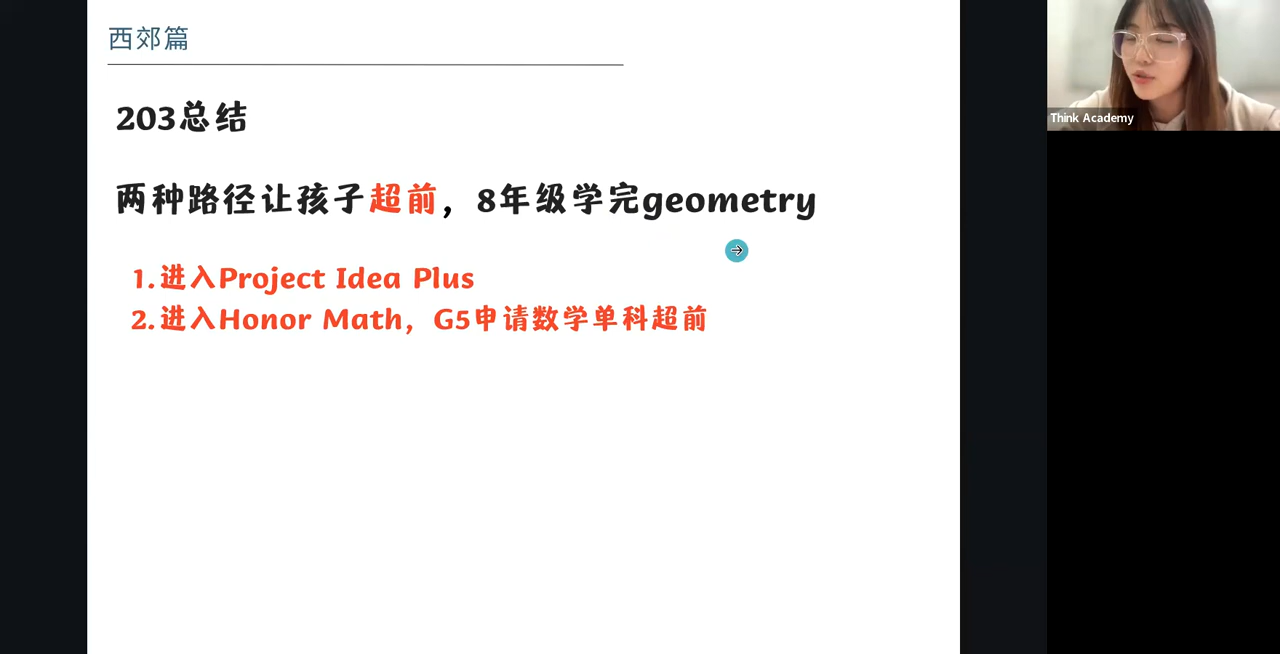 西郊篇
203总结
两种路径让孩子超前，8年级学完geometry
1.进入Project Idea Plus
2.进入Honor Math，G5申请数学单科超前
Think Academy